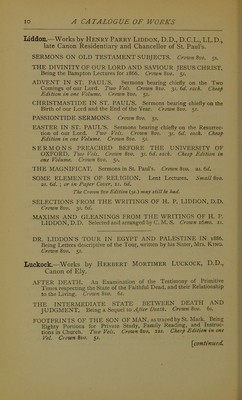 10 A CATALOGUE OF WORKS
Liddon.—Works by HENRY PARRY LIDDON, D.D., D.C.L., LL.D.,
late Canon Residentiary and Chancellor of St. Paul's.
SERMONS ON OLD TESTAMENT SUBJECTS. Crown 8vo. 5s.
THE DIVINITY OF OUR LORD AND SAVIOUR JESUS CHRIST.
Being the Bampton Lectures for 1866. Crown 8vo. 5s.
ADVENT IN ST. PAUL'S. Sermons bearing chiefly on the Two
Comings of our Lord. Two Vols. Crown 8vo. 3s. 6d. each. Cheap
Edition in one Volume. Crown 8vo. 5s.
CHRISTMASTIDE IN ST. PAUL'S. Sermons bearing chiefly on the
Birth of our Lord and the End of the Year. Crown 8vo. 5s.
PASSIONTIDE SERMONS. Crown 8vo. 5s.
EASTER IN ST. PAUL'S. Sermons bearing chiefly on the Resurrec-
tion of our Lord. Two Vols. Crown 8vo. 3s. 6d. each. Cheap
Edition in one Volume. Crown 8vo. 5s.
SERMONS PREACHED BEFORE THE UNIVERSITY OF
OXFORD. Two Vols. Crown 8vo. 3s. 6d. each. Cheap Edition in
one Volume. Crown 8vo. 5s.
THE MAGNIFICAT. Sermons in St. Paul's. Crown 8vo. 2s. 6d.
SOME ELEMENTS OF RELIGION. Lent Lectures. Small 8vo.
2s. 6d. ; or in Paper Cover, 1s. 6d.
The Crown 8vo Edition (5s.) may still be had.
SELECTIONS FROM THE WRITINGS OF H. P. LIDDON, D.D.
Crown 8vo. 3s. 6d.
MAXIMS AND GLEANINGS FROM THE WRITINGS OF H. P.
LIDDON, D.D. Selected and arranged by C. M. S. Crown 16mo. 1s.
DR. LIDDON'S TOUR IN EGYPT AND PALESTINE IN 1886.
Being Letters descriptive of the Tour, written by his Sister, Mrs. KING.
Crown 8vo. 5s.
Luckock.—Works by HERBERT MORTIMER LUCKOCK, D.D.,
Canon of Ely.
AFTER DEATH. An Examination of the Testimony of Primitive
Times respecting the State of the Faithful Dead, and their Relationship
to the Living. Crown 8vo. 6s.
THE INTERMEDIATE STATE BETWEEN DEATH AND
JUDGMENT. Being a Sequel to After Death. Crown 8vo. 6s.
FOOTPRINTS OF THE SON OF MAN, as traced by St. Mark. Being
Eighty Portions for Private Study, Family Reading, and Instruc-
tions in Church. Two Vols. Crown 8vo. 12s. Cheap Edition in one
Vol. Crown 8vo. 5s.
[continued.